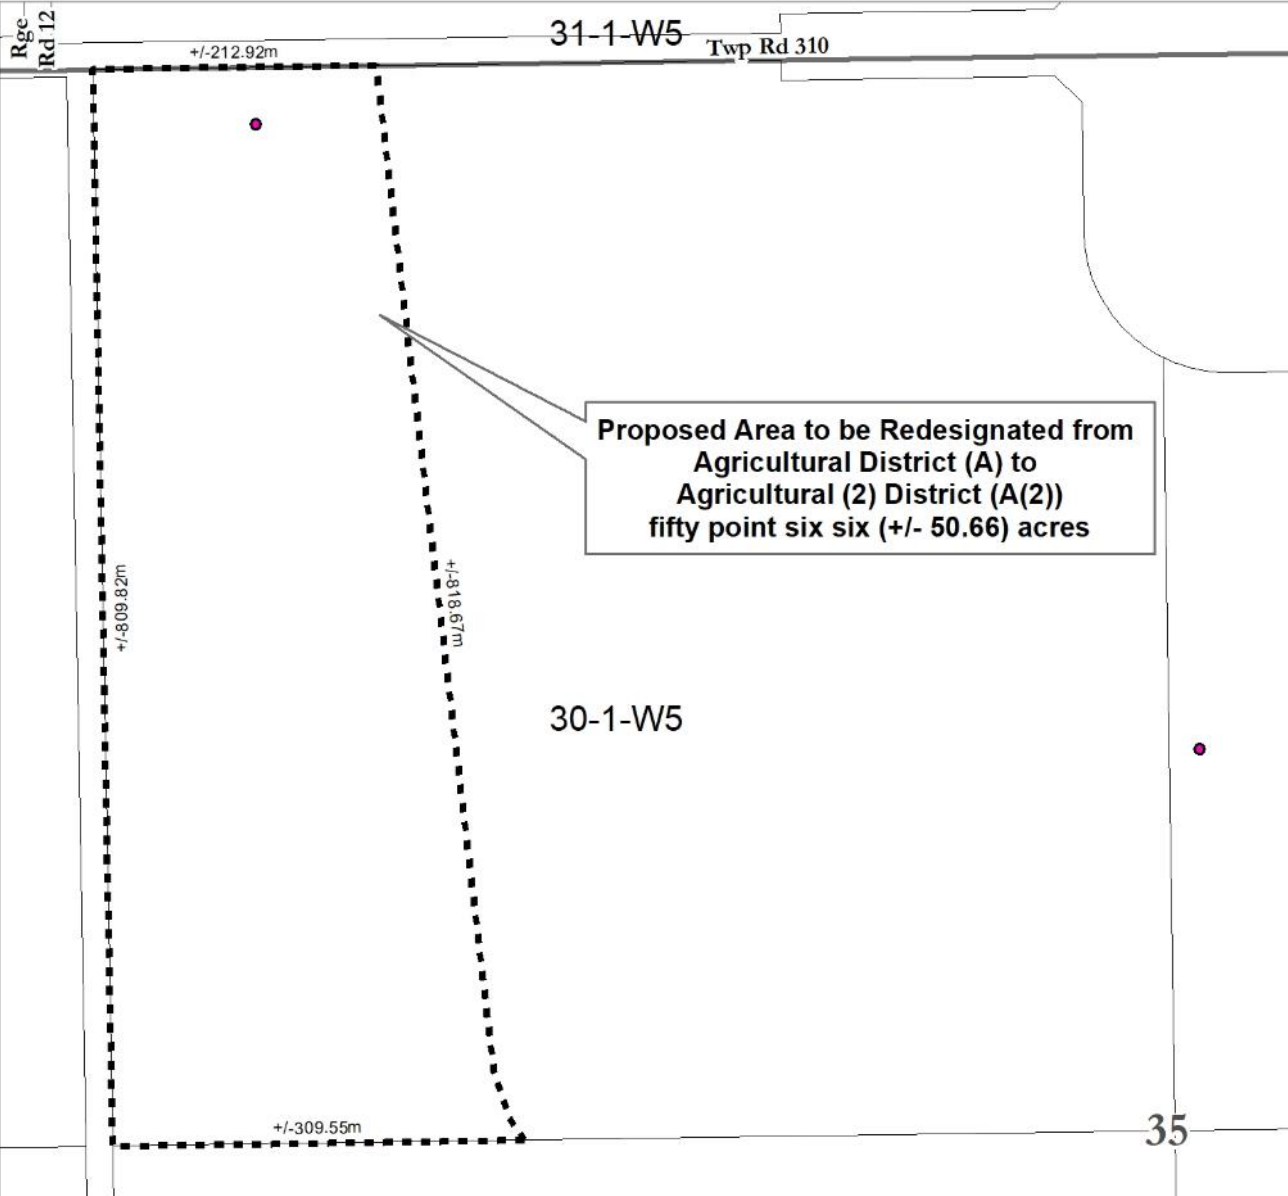 Rge
Rd 12
31-1-W5
Twp Rd 310
+/-212.92m
Proposed Area to be Redesignated from
Agricultural District (A) to
Agricultural (2) District (A(2))
fifty point six six (+/- 50.66) acres
+/-809.82m
+/-818.67m
30-1-W5
+/-309.55m
35